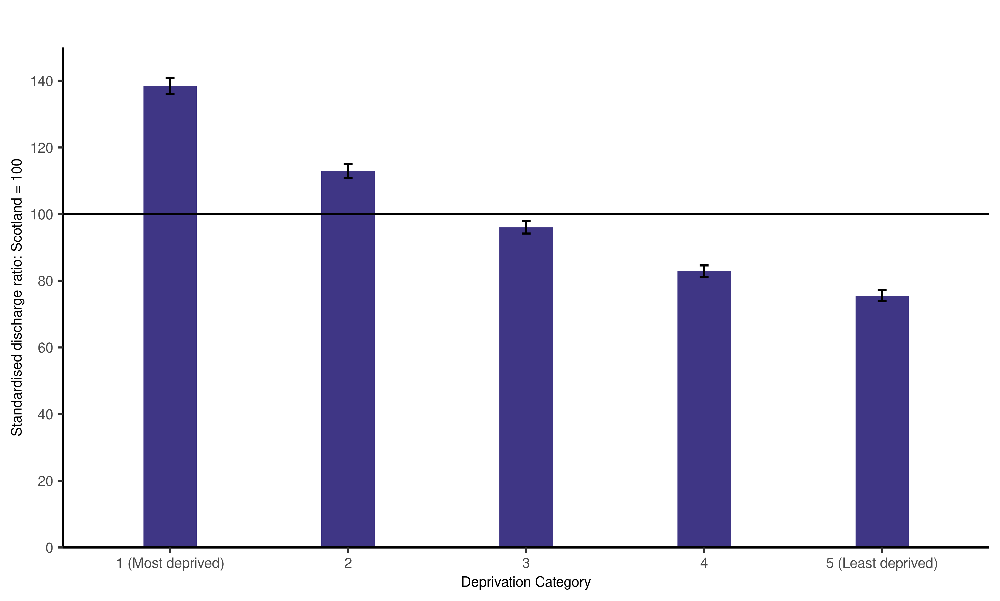 Standardised discharge ratio: Scotland = 100
140
120
100
80
60
40
20
0
1 (Most deprived)
2
3
4
5 (Least deprived)
Deprivation Category